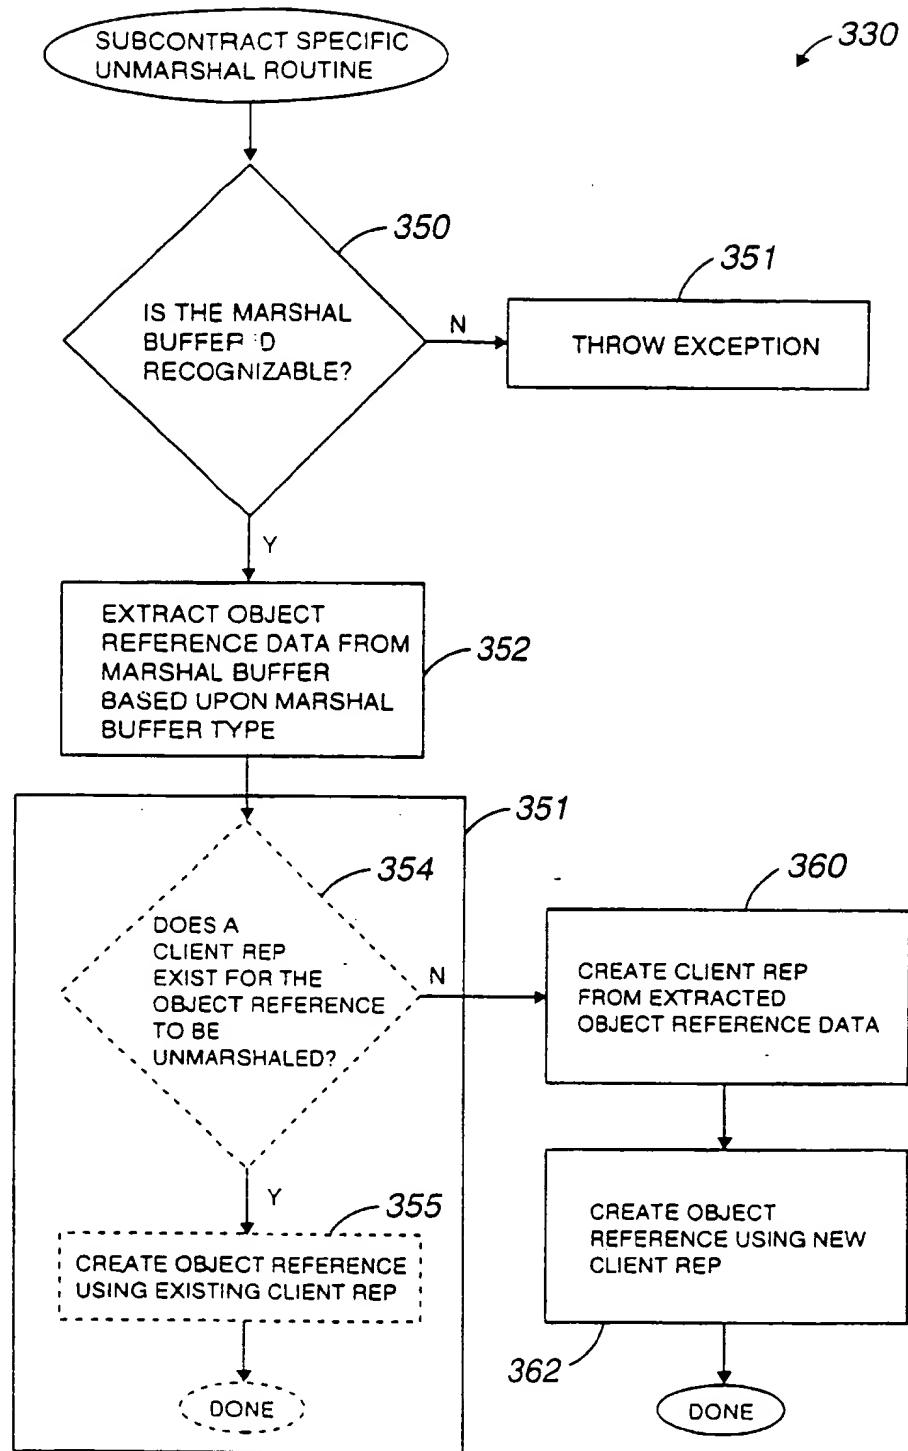 SUBCONTRACT SPECIFIC
UNMARSHAL ROUTINE
330
350
IS THE MARSHAL
BUFFER ID
RECOGNIZABLE?
N
351
THROW EXCEPTION
Y
EXTRACT OBJECT
REFERENCE DATA FROM
MARSHAL BUFFER
BASED UPON MARSHAL
BUFFER TYPE
352
351
354
DOES A
CLIENT REP
EXIST FOR THE
OBJECT REFERENCE
TO BE
UNMARSHALED?
N
360
CREATE CLIENT REP
FROM EXTRACTED
OBJECT REFERENCE DATA
Y
355
CREATE OBJECT REFERENCE
USING EXISTING CLIENT REP
CREATE OBJECT
REFERENCE USING NEW
CLIENT REP
362
DONE
DONE